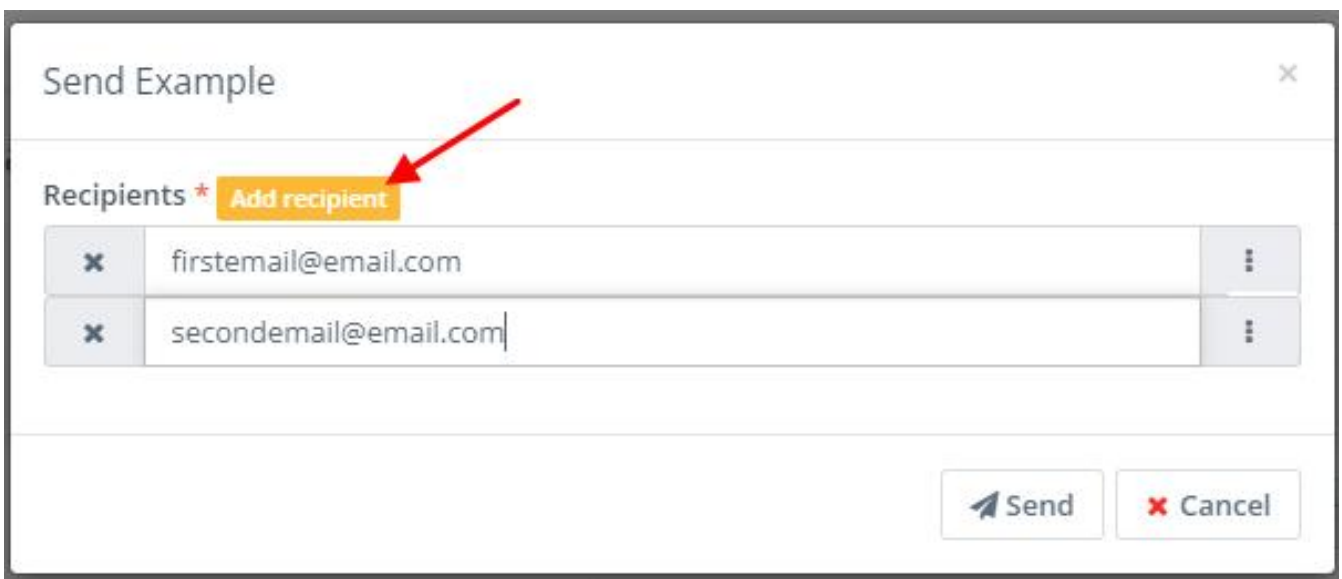 Send Example
Recipients * Add recipient
firstemail@email.com
secondemail@email.com
Send Cancel